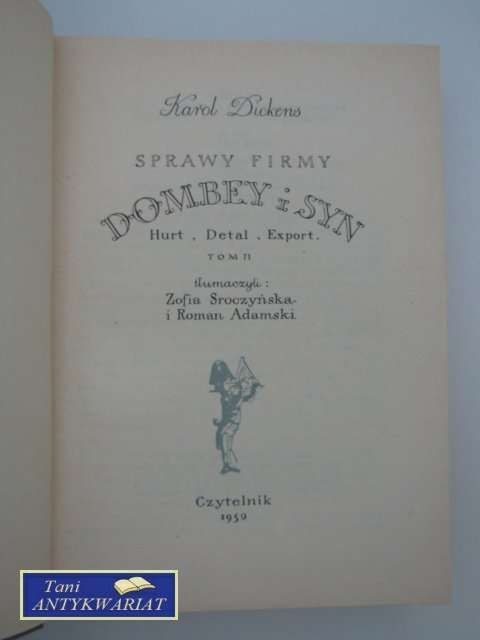 Karol Dickens
SPRAWY FIRMY
DOMBEY i SYN
Hurt . Detal . Export.
TOM II
tłumaczyli:
Zofia Sroczyńska
i Roman Adamski
Czytelnik
1950
Tani
ANTYKWARIAT